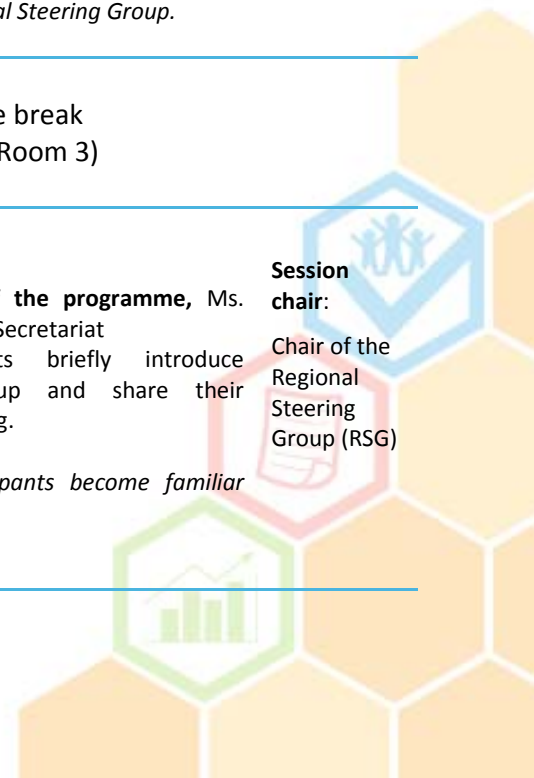 al Steering Group.
e break
Room 3)
the programme, Ms.
Secretariat
ts briefly introduce
up and share their
g.
pants become familiar
Session
chair:
Chair of the
Regional
Steering
Group (RSG)